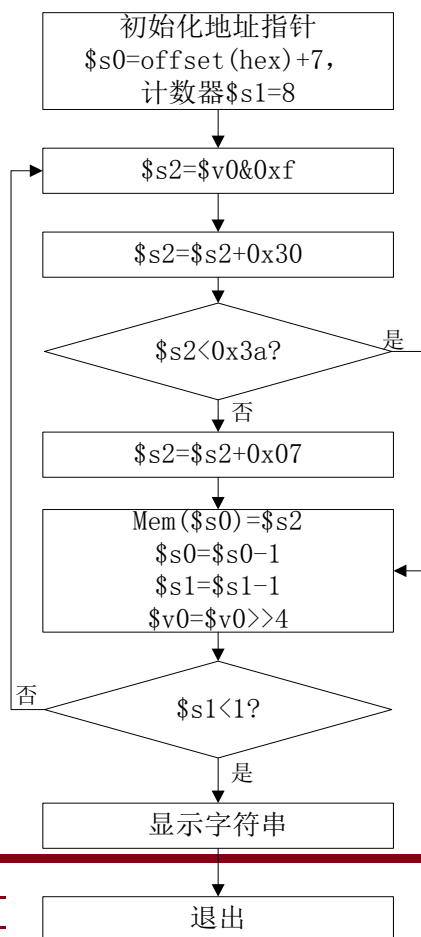 初始化地址指针
$s0=offset(hex)+7,
计数器$s1=8
$s2=$v0&0xf
$s2=$s2+0x30
$s2<0x3a?
是
否
$s2=$s2+0x07
Mem($s0)=$s2
$s0=$s0-1
$s1=$s1-1
$v0=$v0>>4
否
$s1<1?
是
显示字符串
退出